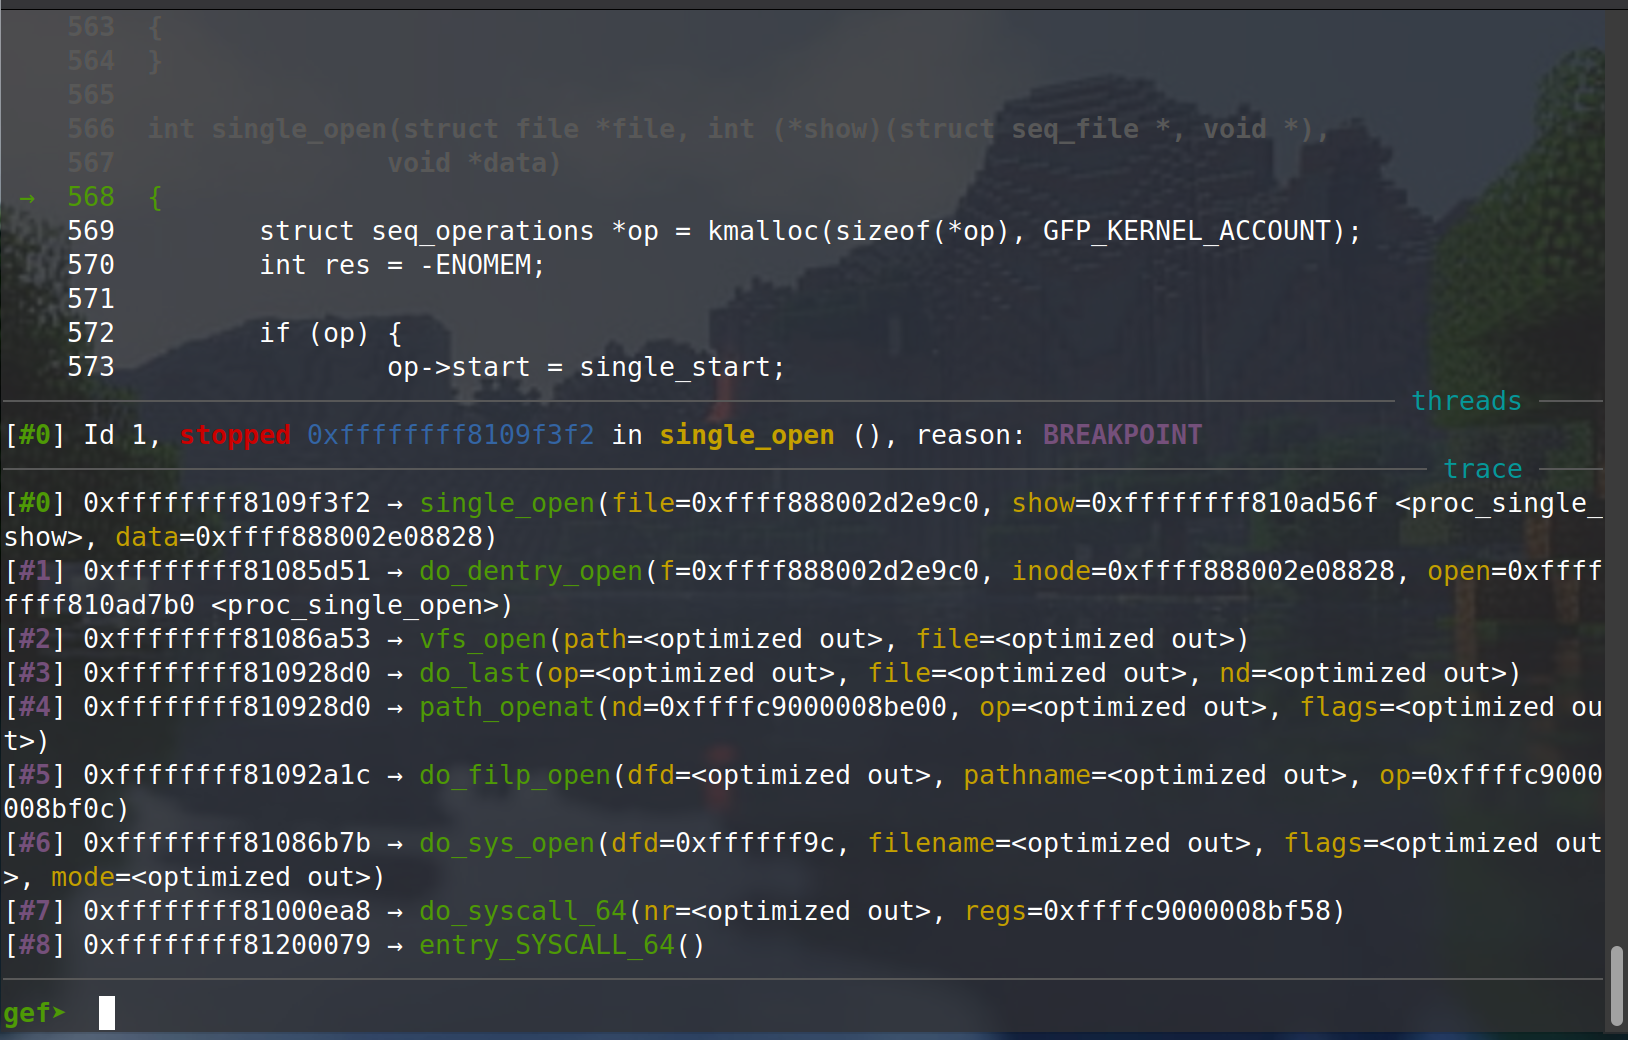 563  {
564  }
565
566  int single_open(struct file *file, int (*show)(struct seq_file *, void *),
567                 void *data)
→  568  {
569         struct seq_operations *op = kmalloc(sizeof(*op), GFP_KERNEL_ACCOUNT);
570         int res = -ENOMEM;
571
572         if (op) {
573                 op->start = single_start;
threads
[#0] Id 1, stopped 0xffffffff8109f3f2 in single_open (), reason: BREAKPOINT
trace
[#0] 0xffffffff8109f3f2 → single_open(file=0xffff888002d2e9c0, show=0xffffffff810ad56f <proc_single_
show>, data=0xffff888002e08828)
[#1] 0xffffffff81085d51 → do_dentry_open(f=0xffff888002d2e9c0, inode=0xffff888002e08828, open=0xffff
ffff810ad7b0 <proc_single_open>)
[#2] 0xffffffff81086a53 → vfs_open(path=<optimized out>, file=<optimized out>)
[#3] 0xffffffff810928d0 → do_last(op=<optimized out>, file=<optimized out>, nd=<optimized out>)
[#4] 0xffffffff810928d0 → path_openat(nd=0xffffc9000008be00, op=<optimized out>, flags=<optimized ou
t>)
[#5] 0xffffffff81092a1c → do_filp_open(dfd=<optimized out>, pathname=<optimized out>, op=0xffffc9000
008bf0c)
[#6] 0xffffffff81086b7b → do_sys_open(dfd=0xffffff9c, filename=<optimized out>, flags=<optimized out
>, mode=<optimized out>)
[#7] 0xffffffff81000ea8 → do_syscall_64(nr=<optimized out>, regs=0xffffc9000008bf58)
[#8] 0xffffffff81200079 → entry_SYSCALL_64()
gef➤